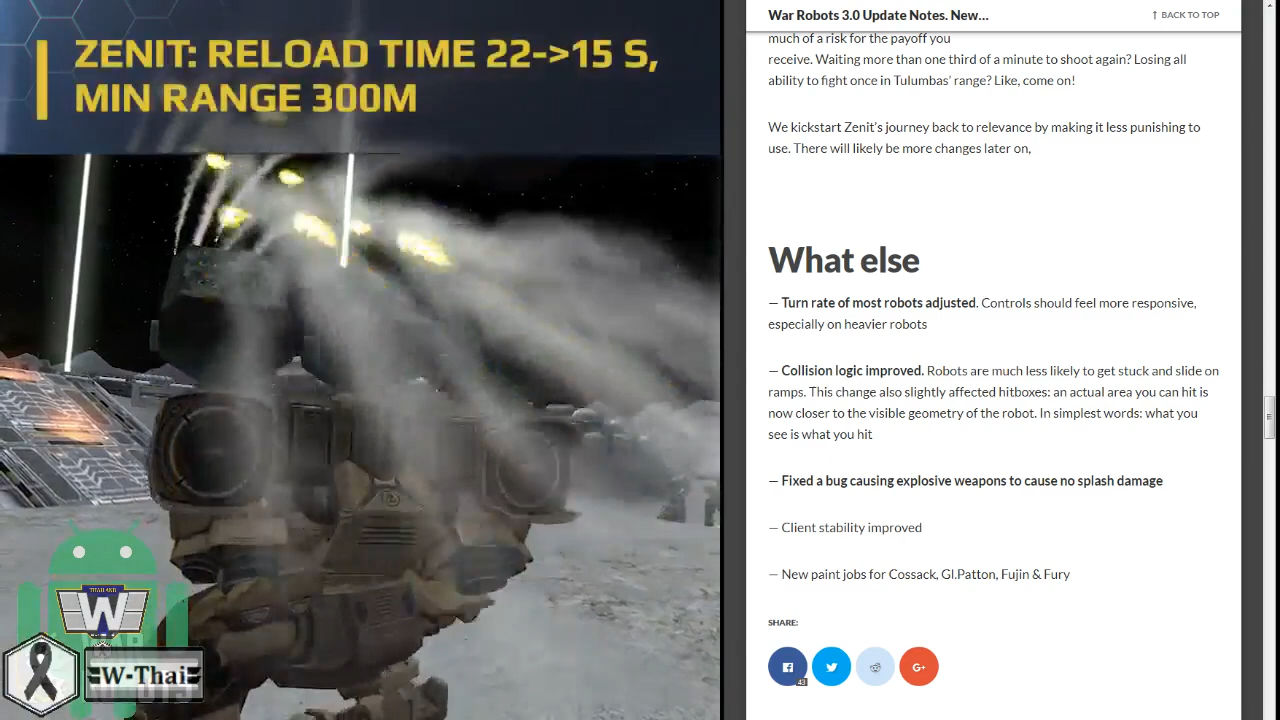 ZENIT: RELOAD TIME 22->15 S,
MIN RANGE 300M
THAILAND
W
W-Thai
War Robots 3.0 Update Notes. New...
↑ BACK TO TOP
much of a risk for the payoff you
receive. Waiting more than one third of a minute to shoot again? Losing all
ability to fight once in Tulumbas' range? Like, come on!
We kickstart Zenit's journey back to relevance by making it less punishing to
use. There will likely be more changes later on,
What else
— Turn rate of most robots adjusted. Controls should feel more responsive,
especially on heavier robots
— Collision logic improved. Robots are much less likely to get stuck and slide on
ramps. This change also slightly affected hitboxes: an actual area you can hit is
now closer to the visible geometry of the robot. In simplest words: what you
see is what you hit
— Fixed a bug causing explosive weapons to cause no splash damage
— Client stability improved
— New paint jobs for Cossack, Gl.Patton, Fujin & Fury
SHARE:
43
G+